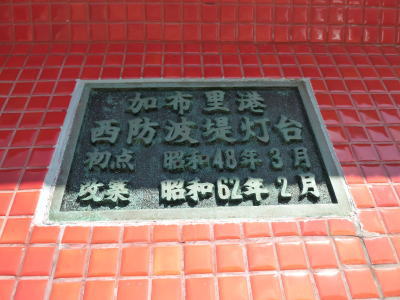 加布里港
西防波堤灯台
初点 昭和48年3月
改築 昭和62年2月